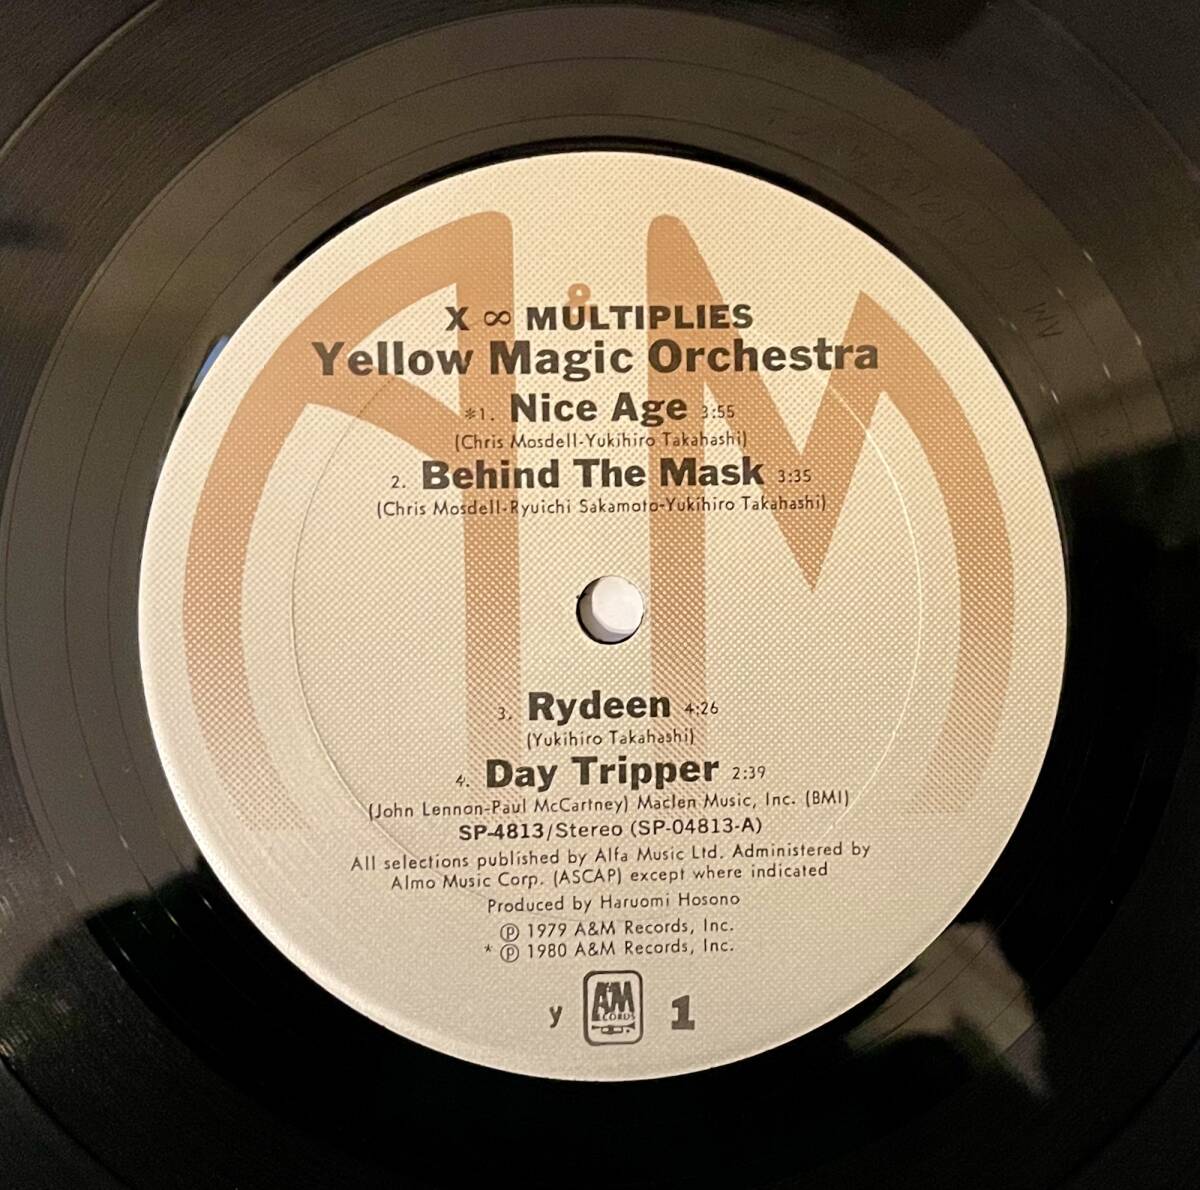 X ∞ MULTIPLIES
Yellow Magic Orchestra
*1. Nice Age 3:55
(Chris Mosdell-Yukihiro Takahashi)
2. Behind The Mask 3:35
(Chris Mosdell-Ryuichi Sakamoto-Yukihiro Takahashi)
3. Rydeen 4:26
(Yukihiro Takahashi)
4. Day Tripper 2:39
(John Lennon-Paul McCartney) Maclen Music, Inc. (BMI)
SP-4813/Stereo (SP-04813-A)
All selections published by Alfa Music Ltd. Administered by
Almo Music Corp. (ASCAP) except where indicated
Produced by Haruomi Hosono
℗ 1979 A&M Records, Inc.
* ℗ 1980 A&M Records, Inc.
y A&M RECORDS 1